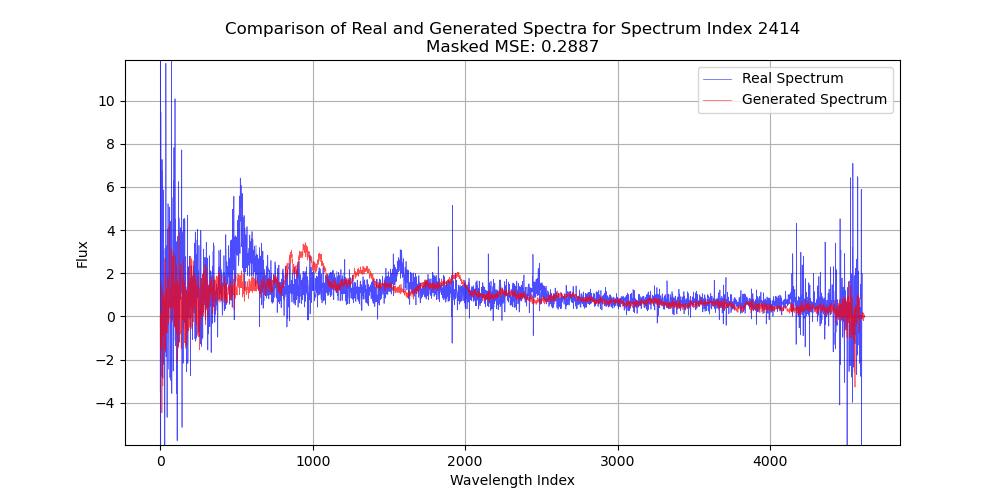 Comparison of Real and Generated Spectra for Spectrum Index 2414
Masked MSE: 0.2887
Real Spectrum
Generated Spectrum
10
8
6
4
2
0
−2
−4
Flux
0 1000 2000 3000 4000
Wavelength Index